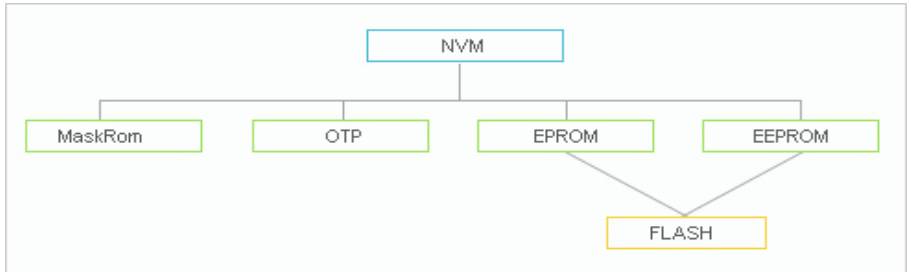 NVM
MaskRom
OTP
EPROM
EEPROM
FLASH